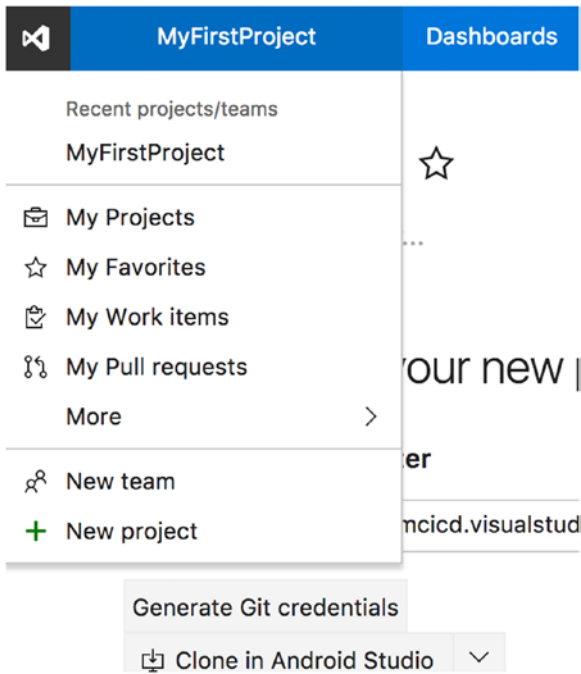 MyFirstProject Dashboards
Recent projects/teams
MyFirstProject
My Projects
...
My Favorites
My Work items
My Pull requests
your new
More
ter
New team
New project
mcicd.visualstud
Generate Git credentials
Clone in Android Studio